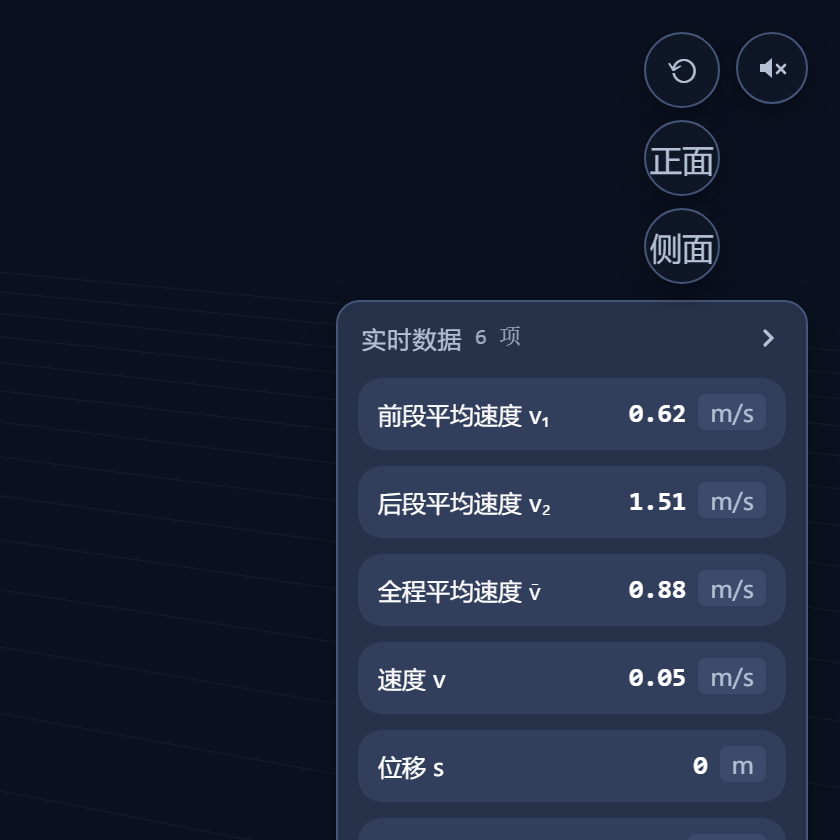 正面
侧面
实时数据 6 项
前段平均速度 v₁ 0.62 m/s
后段平均速度 v₂ 1.51 m/s
全程平均速度 v̄ 0.88 m/s
速度 v 0.05 m/s
位移 s 0 m